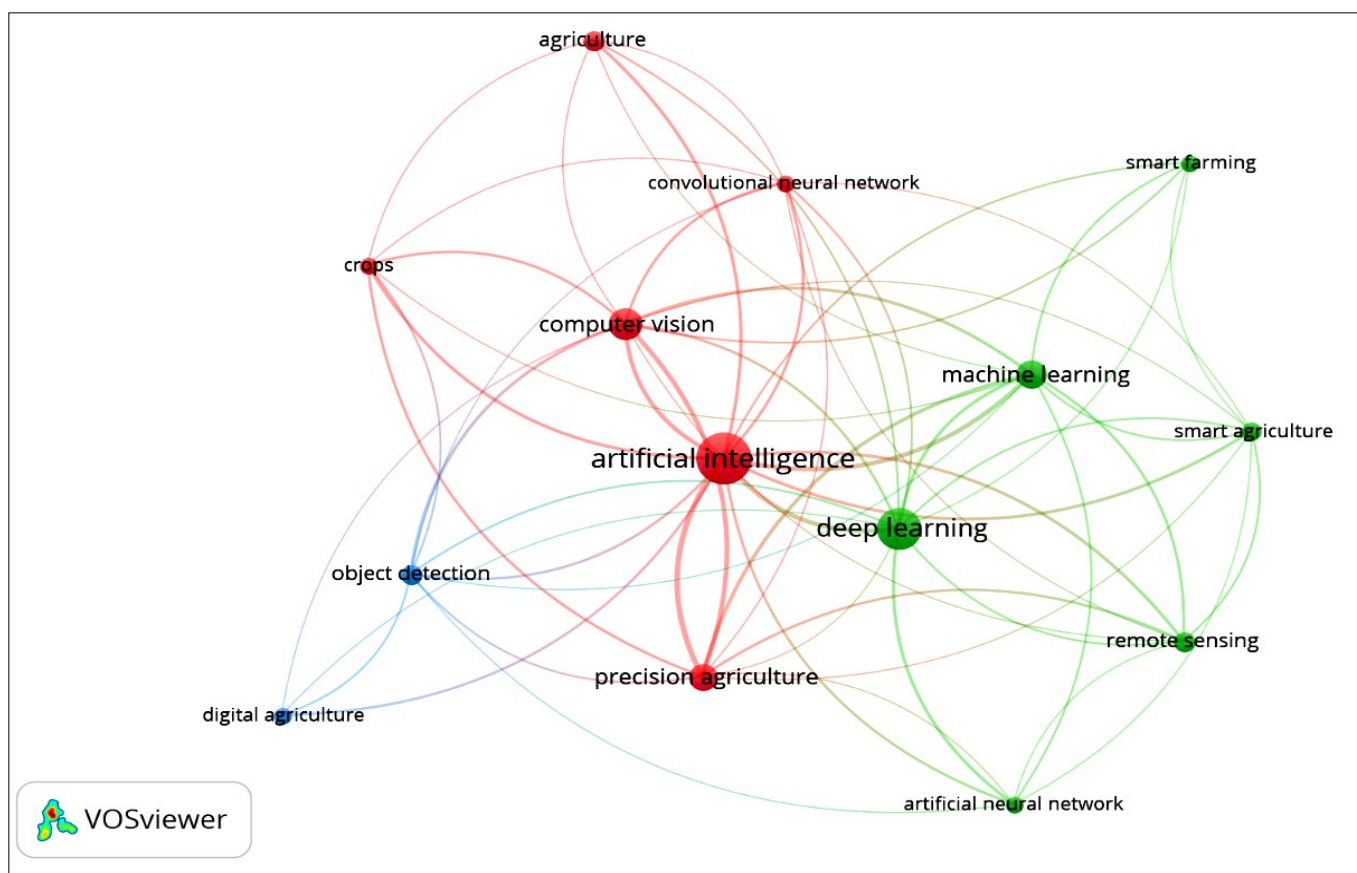 agriculture
smart farming
convolutional neural network
crops
computer vision
machine learning
smart agriculture
artificial intelligence
deep learning
object detection
remote sensing
precision agriculture
digital agriculture
artificial neural network
VOSviewer